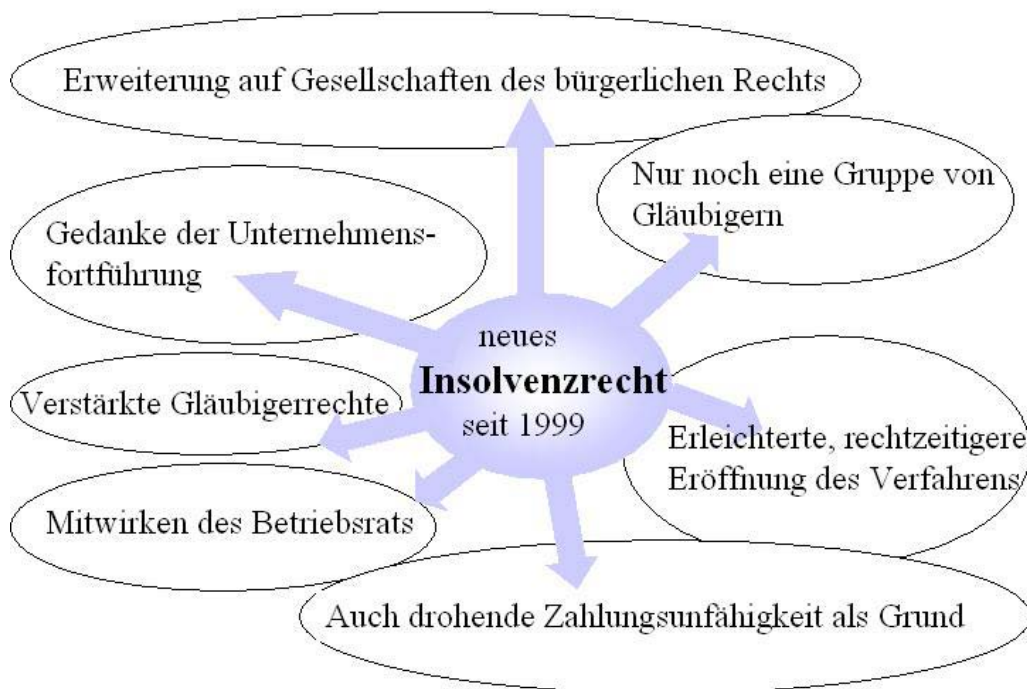 Erweiterung auf Gesellschaften des bürgerlichen Rechts
Nur noch eine Gruppe von
Gläubigern
Gedanke der Unternehmens-
fortführung
neues
Insolvenzrecht
seit 1999
Verstärkte Gläubigerrechte
Erleichterte, rechtzeitigere
Eröffnung des Verfahrens
Mitwirken des Betriebsrats
Auch drohende Zahlungsunfähigkeit als Grund